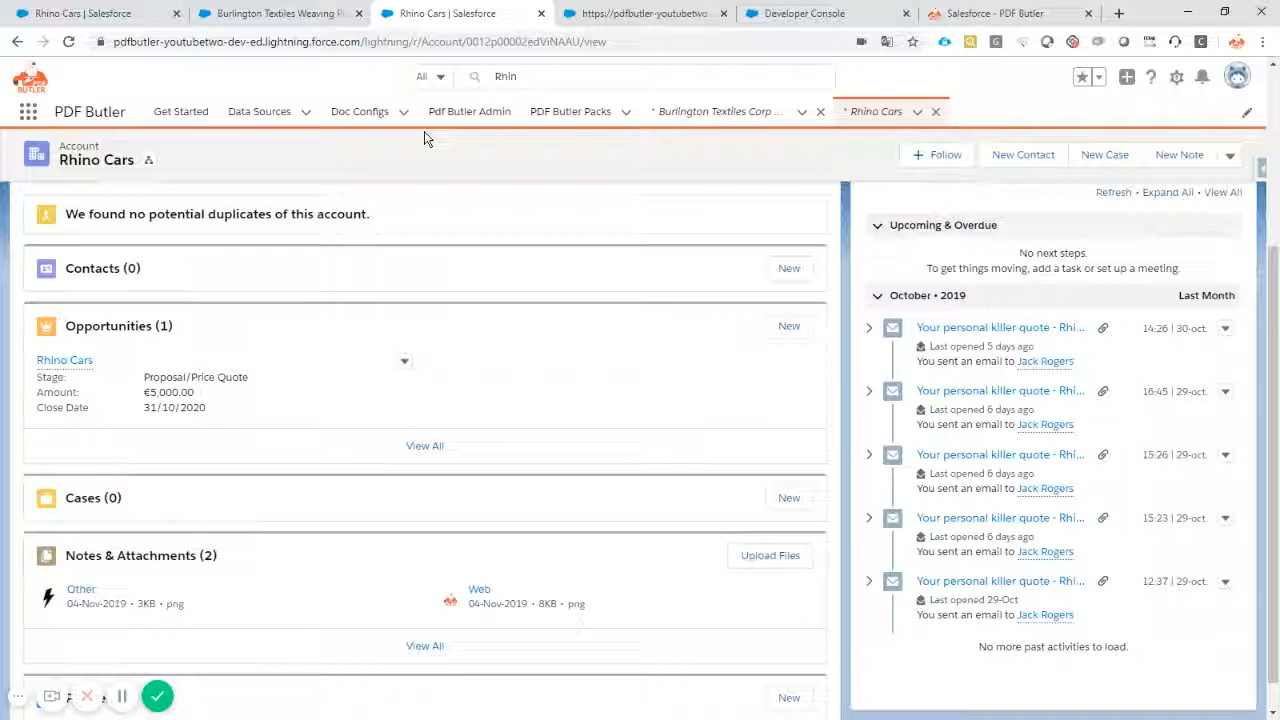 Rhino Cars | Salesforce
Burlington Textiles Weaving Pl
Rhino Cars | Salesforce
https://pdfbutler-youtubetwo
Developer Console
Salesforce - PDF Butler
pdfbutler-youtubetwo-dev-ed.lightning.force.com/lightning/r/Account/0012p00002edViNAAU/view
All
Rhin
PDF BUTLER
PDF Butler
Get Started
Data Sources
Doc Configs
Pdf Butler Admin
PDF Butler Packs
* Burlington Textiles Corp ...
* Rhino Cars
Account
Rhino Cars
+ Follow
New Contact
New Case
New Note
We found no potential duplicates of this account.
Contacts (0)
New
Opportunities (1)
New
Rhino Cars
Stage: Proposal/Price Quote
Amount: €5,000.00
Close Date 31/10/2020
View All
Cases (0)
New
Notes & Attachments (2)
Upload Files
Other
04-Nov-2019 • 3KB • png
Web
04-Nov-2019 • 8KB • png
View All
New
Refresh • Expand All • View All
Upcoming & Overdue
No next steps.
To get things moving, add a task or set up a meeting.
October • 2019
Last Month
Your personal killer quote - Rhi...
14:26 | 30-oct.
Last opened 5 days ago
You sent an email to Jack Rogers
Your personal killer quote - Rhi...
16:45 | 29-oct.
Last opened 6 days ago
You sent an email to Jack Rogers
Your personal killer quote - Rhi...
15:26 | 29-oct.
Last opened 6 days ago
You sent an email to Jack Rogers
Your personal killer quote - Rhi...
15:23 | 29-oct.
Last opened 6 days ago
You sent an email to Jack Rogers
Your personal killer quote - Rhi...
12:37 | 29-oct.
Last opened 29-Oct
You sent an email to Jack Rogers
No more past activities to load.